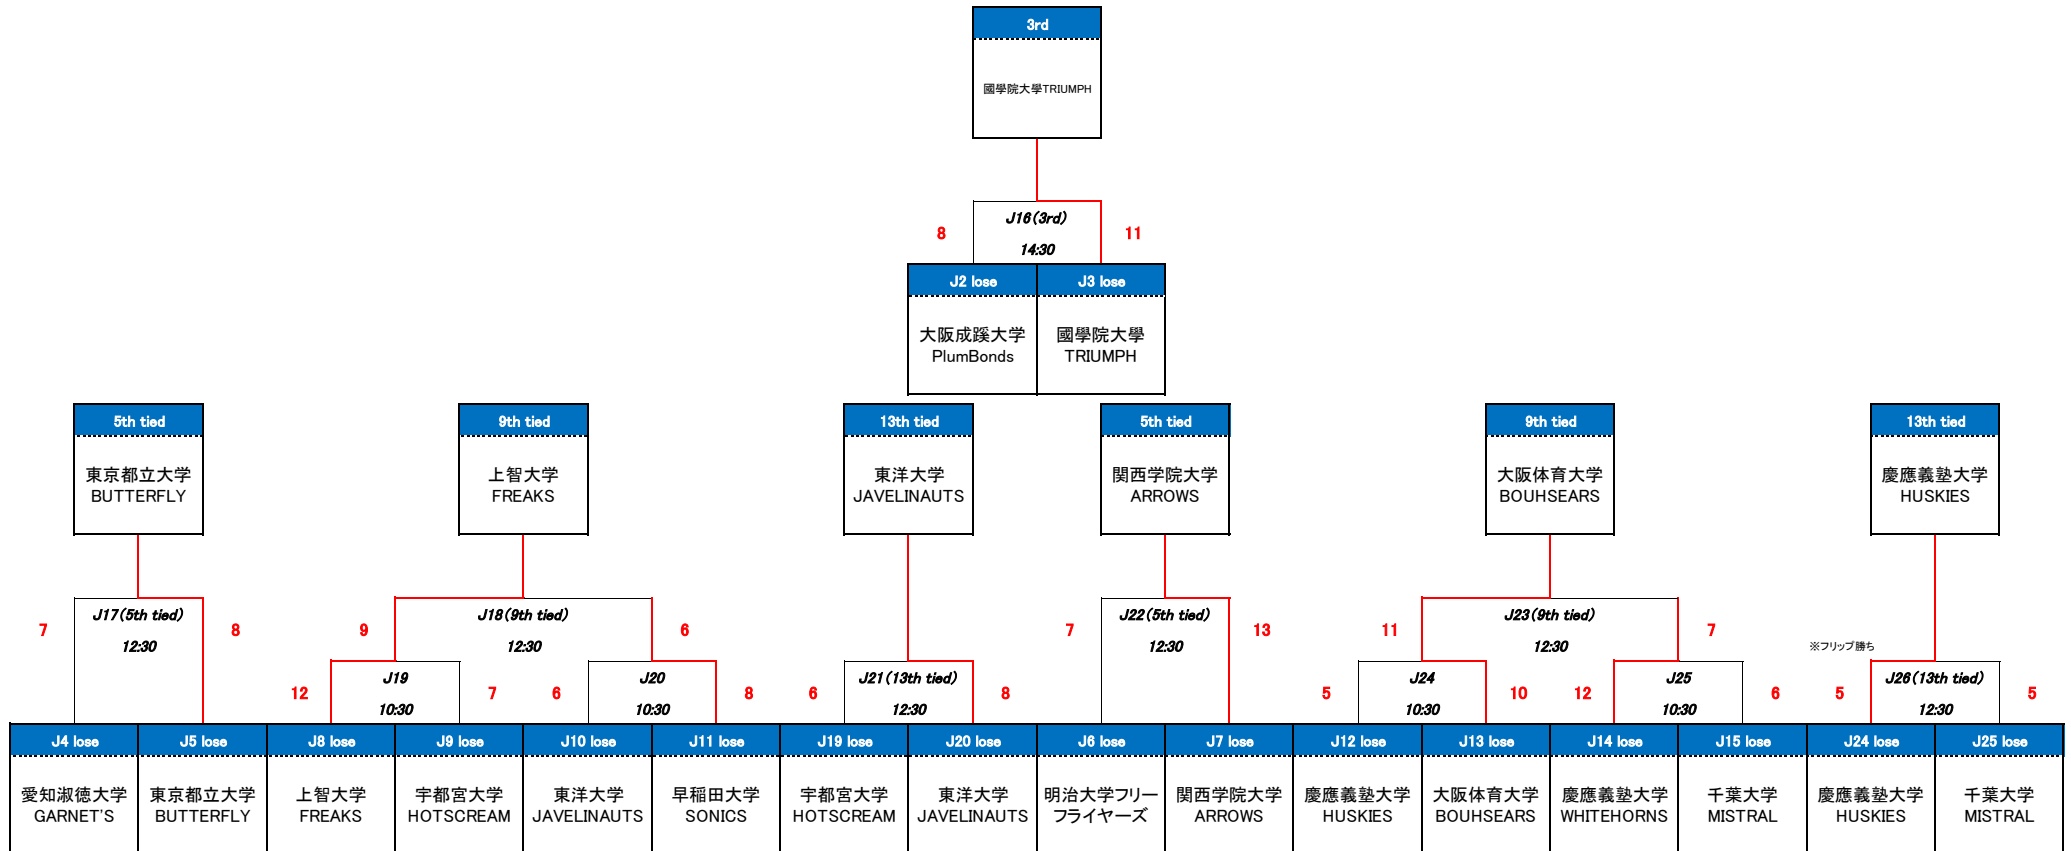 3rd
國學院大學TRIUMPH
J16(3rd)
8
11
14:30
J2 lose
J3 lose
大阪成蹊大学
PlumBonds
國學院大學
TRIUMPH
5th tied
9th tied
13th tied
5th tied
9th tied
13th tied
東京都立大学
BUTTERFLY
上智大学
FREAKS
東洋大学
JAVELINAUTS
関西学院大学
ARROWS
大阪体育大学
BOUHSEARS
慶應義塾大学
HUSKIES
J17(5th tied)
J18(9th tied)
J22(5th tied)
J23(9th tied)
7
8
9
6
7
13
11
7
12:30
12:30
12:30
12:30
※フリップ勝ち
J19
J20
J21(13th tied)
J24
J25
J26(13th tied)
12
7
6
8
6
8
5
10
12
6
5
5
10:30
10:30
12:30
10:30
10:30
12:30
J4 lose
J5 lose
J8 lose
J9 lose
J10 lose
J11 lose
J19 lose
J20 lose
J6 lose
J7 lose
J12 lose
J13 lose
J14 lose
J15 lose
J24 lose
J25 lose
愛知淑徳大学
GARNET'S
東京都立大学
BUTTERFLY
上智大学
FREAKS
宇都宮大学
HOTSCREAM
東洋大学
JAVELINAUTS
早稲田大学
SONICS
宇都宮大学
HOTSCREAM
東洋大学
JAVELINAUTS
明治大学フリー
フライヤーズ
関西学院大学
ARROWS
慶應義塾大学
HUSKIES
大阪体育大学
BOUHSEARS
慶應義塾大学
WHITEHORNS
千葉大学
MISTRAL
慶應義塾大学
HUSKIES
千葉大学
MISTRAL